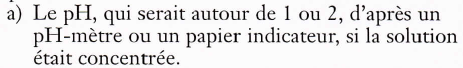 a) Le pH, qui serait autour de 1 ou 2, d'après un
pH-mètre ou un papier indicateur, si la solution
était concentrée.